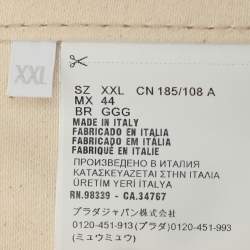 XXL
SZ XXL CN 185/108 A
MX 44
BR GGG
MADE IN ITALY
FABRICADO EN ITALIA
FABRICADO EM ITÁLIA
FABRIQUÉ EN ITALIE
ПРОИЗВЕДЕНО В ИТАЛИЯ
ΚΑΤΑΣΚΕΥΑΖΕΤΑΙ ΣΤΗΝ ΙΤΑΛΙΑ
ÜRETİM YERİ İTALYA
RN.98339 - CA.34767
プラダジャパン株式会社
0120-451-913 (プラダ) 0120-451-993
(ミュウミュウ)